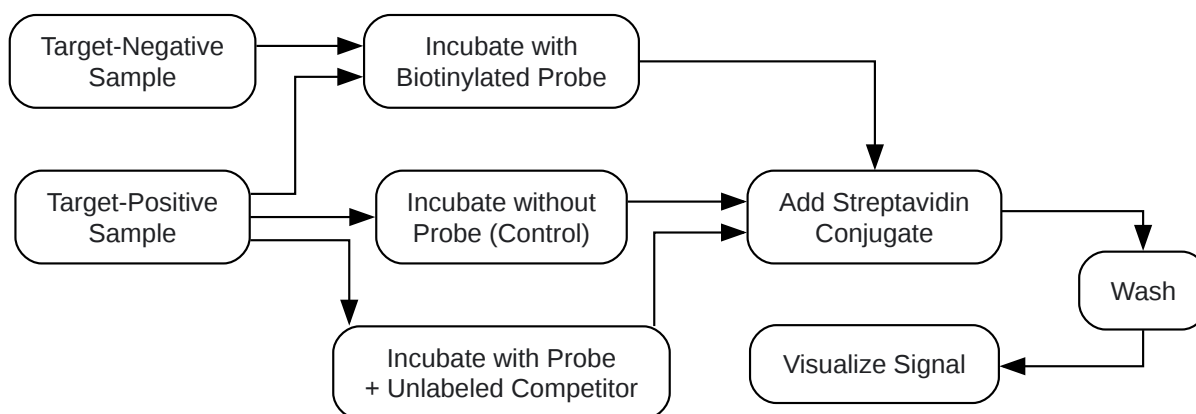 Target-Negative
Sample
Incubate with
Biotinylated Probe
Target-Positive
Sample
Incubate without
Probe (Control)
Add Streptavidin
Conjugate
Wash
Incubate with Probe
+ Unlabeled Competitor
Visualize Signal